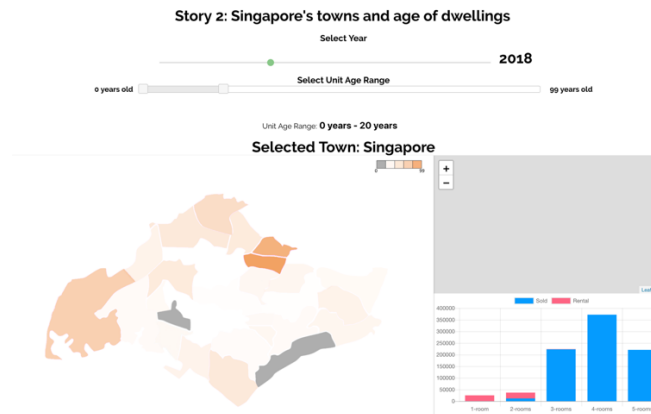 Story 2: Singapore's towns and age of dwellings
Select Year
2018
Select Unit Age Range
0 years old
99 years old
Unit Age Range: 0 years - 20 years
Selected Town: Singapore
+
−
Sold Rental
400000
350000
300000
250000
200000
150000
100000
50000
0
1-room 2-rooms 3-rooms 4-rooms